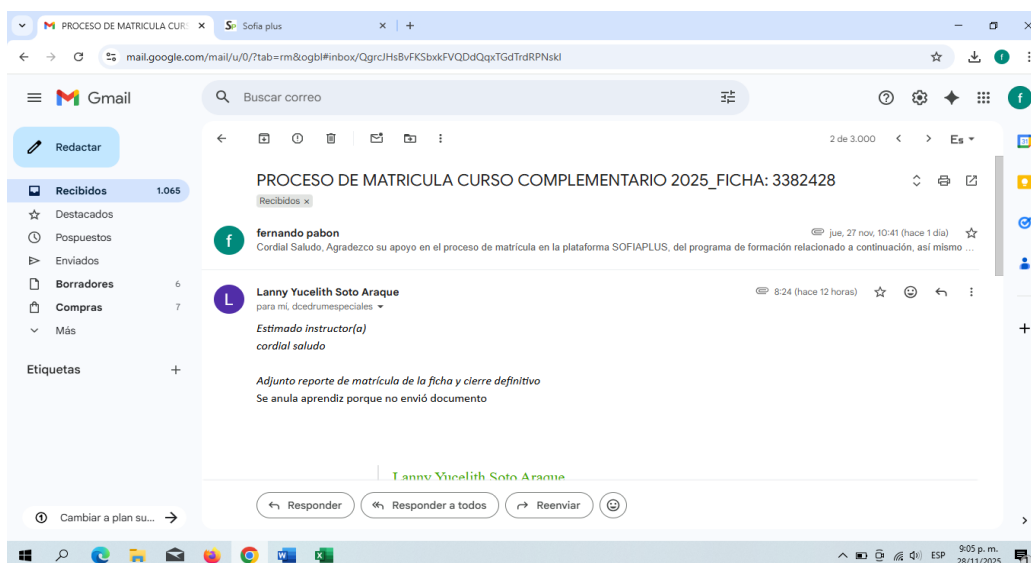 PROCESO DE MATRICULA CUR
Sofia plus
mail.google.com/mail/u/0/?tab=rm&ogbl#inbox/QgrcJHsBvFKSbxkFVQDdQqxTGdTrdRPNskl
Gmail
Buscar correo
Redactar
2 de 3.000
Es
Recibidos 1.065
Destacados
Pospuestos
Enviados
Borradores 6
Compras 7
Más
Etiquetas
Cambiar a plan su...
PROCESO DE MATRICULA CURSO COMPLEMENTARIO 2025_FICHA: 3382428
Recibidos x
fernando pabon
jue, 27 nov, 10:41 (hace 1 día)
Cordial Saludo, Agradezco su apoyo en el proceso de matrícula en la plataforma SOFIAPLUS, del programa de formación relacionado a continuación, así mismo ...
Lanny Yucelith Soto Araque
8:24 (hace 12 horas)
para mí, dcedrumespeciales
Estimado instructor(a)
cordial saludo
Adjunto reporte de matrícula de la ficha y cierre definitivo
Se anula aprendiz porque no envió documento
Lanny Yucelith Soto Araque
Responder
Responder a todos
Reenviar
ESP
9:05 p. m.
28/11/2025